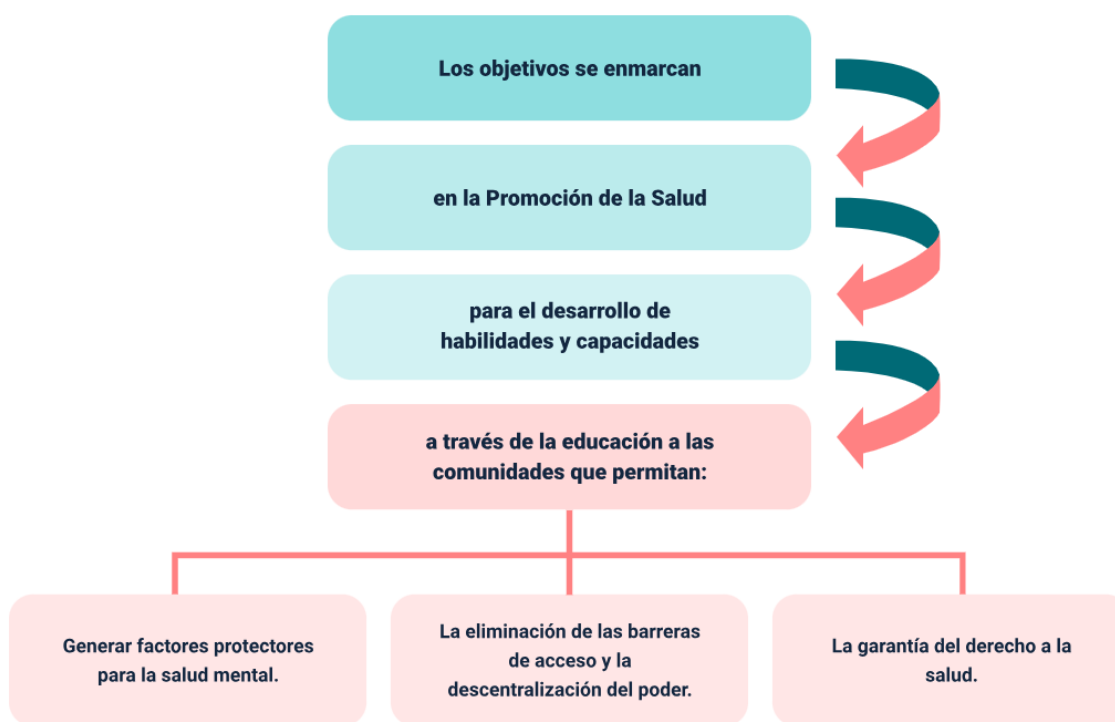 Los objetivos se enmarcan
en la Promoción de la Salud
para el desarrollo de
habilidades y capacidades
a través de la educación a las
comunidades que permitan:
Generar factores protectores
para la salud mental.
La eliminación de las barreras
de acceso y la
descentralización del poder.
La garantía del derecho a la
salud.